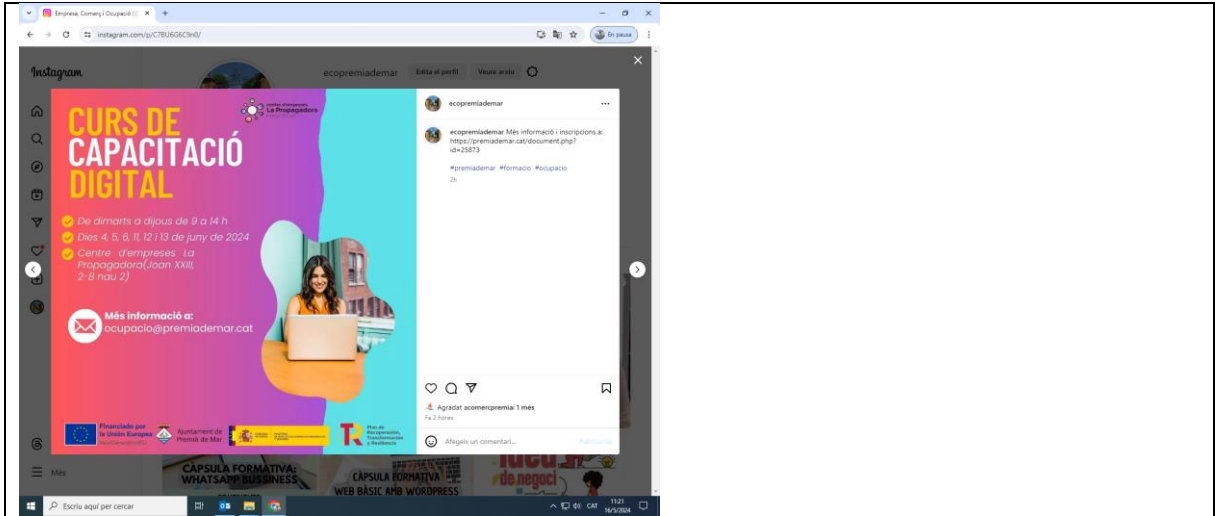 Empresa, Comerç i Ocupació (@
instagram.com/p/C7BU6G6C9n0/
En pausa
Instagram
ecopremiademar
Edita el perfil
Veure arxiu
CURS DE
CAPACITACIÓ
DIGITAL
centre d'empreses
La Propagadora
De dimarts a dijous de 9 a 14 h
Dies 4, 5, 6, 11, 12 i 13 de juny de 2024
Centre d'empreses La
Propagadora(Joan XXIII,
2-8 nau 2)
Més informació a:
ocupacio@premiademar.cat
Financiado por
la Unión Europea
Ajuntament de
Premià de Mar
Plan de
Recuperación,
Transformación
y Resiliencia
ecopremiademar
ecopremiademar Més informació i inscripcions a:
https://premiademar.cat/document.php?
id=25873
#premiademar #formacio #ocupacio
2h
Agradat acomercpremiai 1 més
Fa 2 hores
Afegeix un comentari...
Més
CÀPSULA FORMATIVA:
WHATSAPP BUSSINESS
CÀPSULA FORMATIVA
WEB BÀSIC AMB WORDPRESS
idea
de negoci
Escriu aquí per cercar
CAT
11:21
16/5/2024